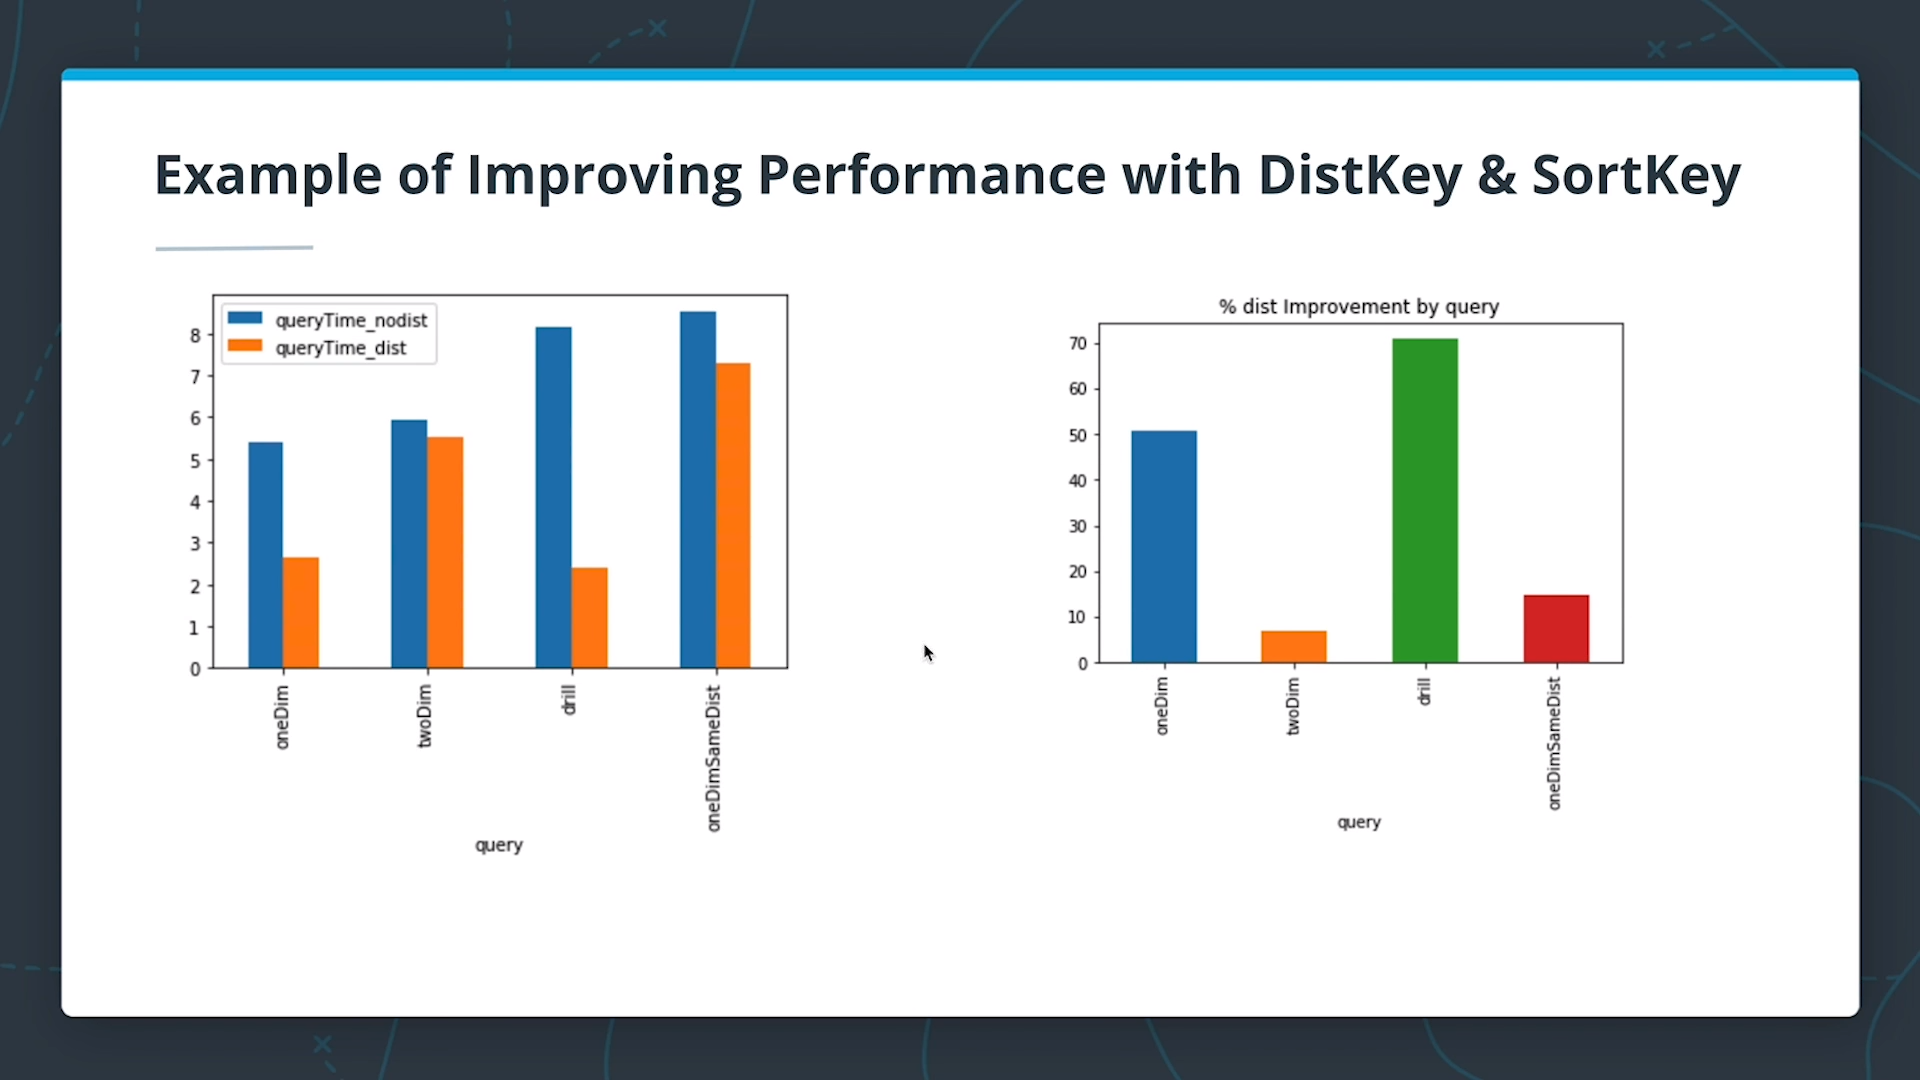 Example of Improving Performance with DistKey & SortKey
queryTime_nodist
queryTime_dist
8
7
6
5
4
3
2
1
0
oneDim
twoDim
drill
oneDimSameDist
query
% dist Improvement by query
70
60
50
40
30
20
10
0
oneDim
twoDim
drill
oneDimSameDist
query